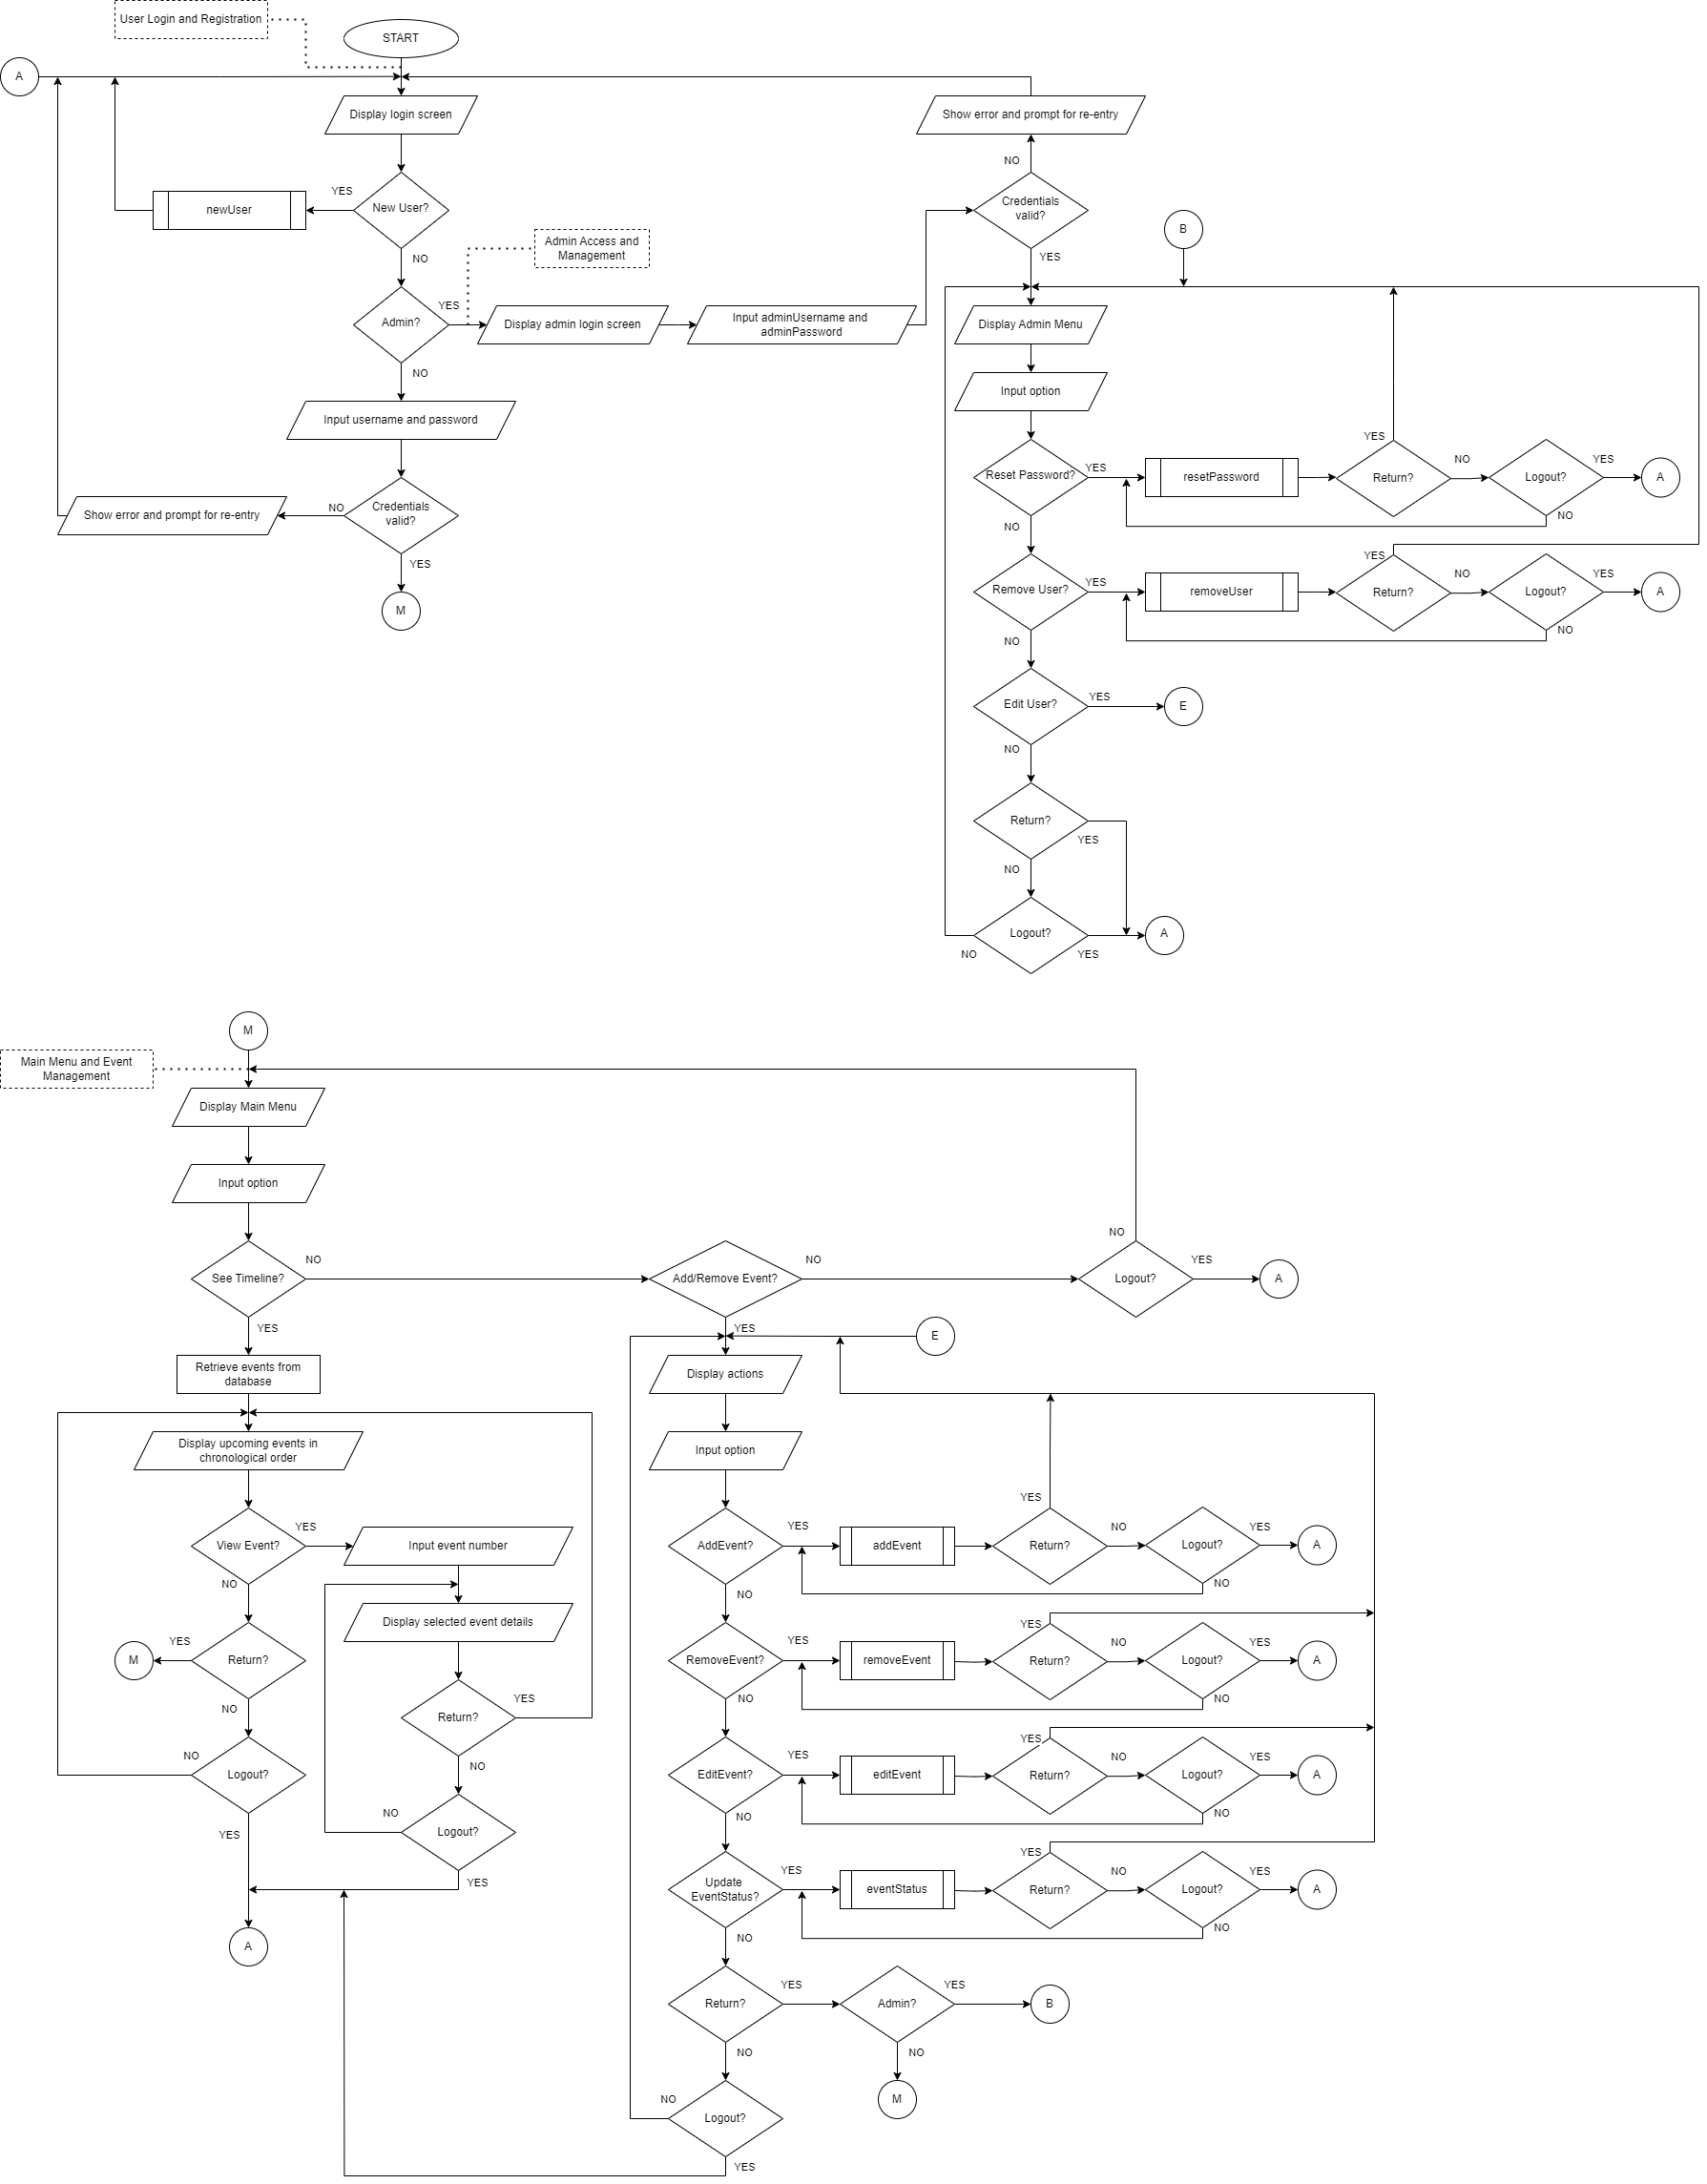 User Login and Registration
START
A
Display login screen
Show error and prompt for re-entry
NO
YES
newUser
New User?
Credentials
valid?
B
Admin Access and
Management
NO
YES
YES
Admin?
Display admin login screen
Input adminUsername and
adminPassword
Display Admin Menu
NO
Input option
Input username and password
YES
Reset Password?
YES
resetPassword
Return?
NO
Logout?
YES
A
NO
Show error and prompt for re-entry
NO
Credentials
valid?
NO
YES
YES
Remove User?
YES
removeUser
Return?
NO
Logout?
YES
A
M
NO
NO
Edit User?
YES
E
NO
Return?
YES
NO
Logout?
A
NO
YES
M
Main Menu and Event
Management
Display Main Menu
Input option
NO
See Timeline?
NO
Add/Remove Event?
NO
Logout?
YES
A
YES
YES
E
Retrieve events from
database
Display actions
Display upcoming events in
chronological order
Input option
YES
View Event?
YES
Input event number
AddEvent?
YES
addEvent
Return?
NO
Logout?
YES
A
NO
NO
NO
Display selected event details
YES
M
YES
Return?
RemoveEvent?
YES
removeEvent
Return?
NO
Logout?
YES
A
NO
NO
NO
Return?
YES
YES
NO
Logout?
NO
EditEvent?
YES
editEvent
Return?
NO
Logout?
YES
A
NO
NO
NO
Logout?
YES
YES
YES
Update
EventStatus?
YES
eventStatus
Return?
NO
Logout?
YES
A
NO
NO
A
Return?
YES
Admin?
YES
B
NO
NO
NO
Logout?
M
YES